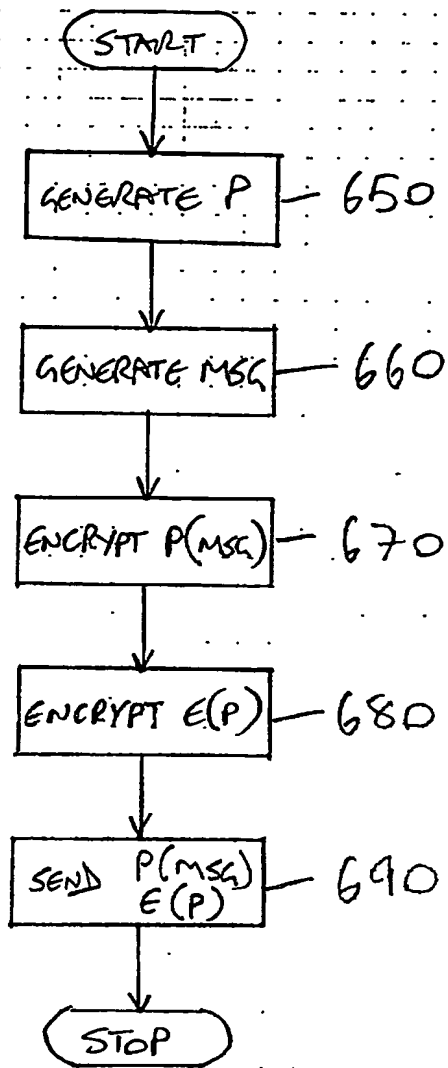 START
GENERATE P 650
GENERATE MSG 660
ENCRYPT P(MSG) 670
ENCRYPT E(P) 680
SEND P(MSG) 690
E(P)
STOP